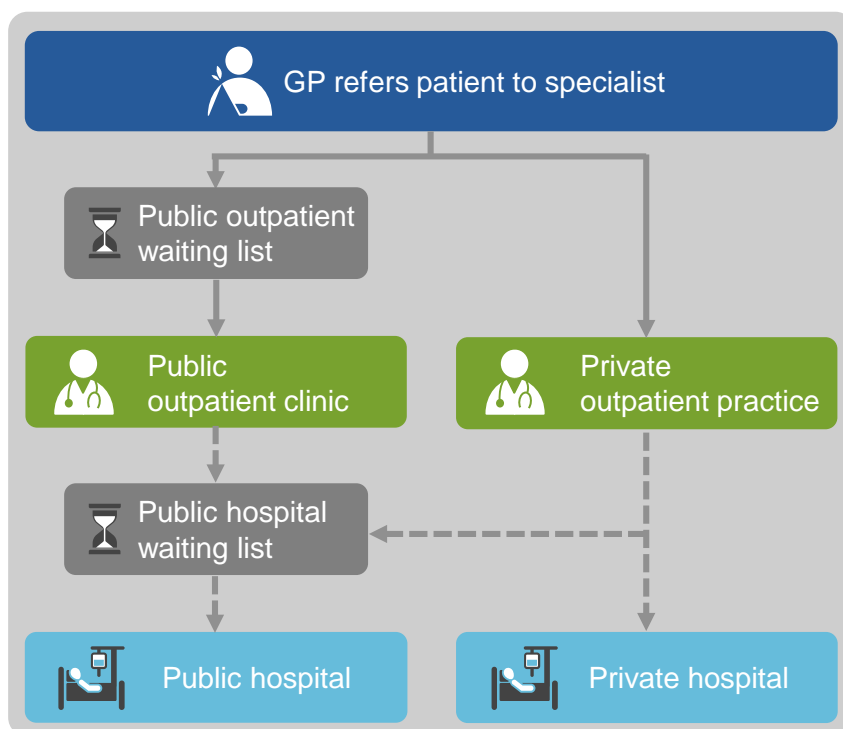 GP refers patient to specialist
Public outpatient
waiting list
Public
outpatient clinic
Private
outpatient practice
Public hospital
waiting list
Public hospital
Private hospital